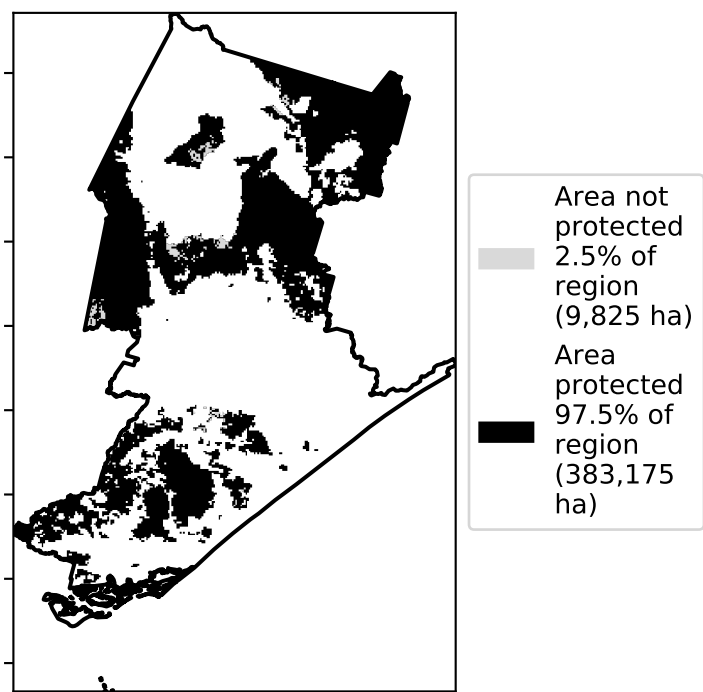 Area not
protected
2.5% of
region
(9,825 ha)
Area
protected
97.5% of
region
(383,175
ha)